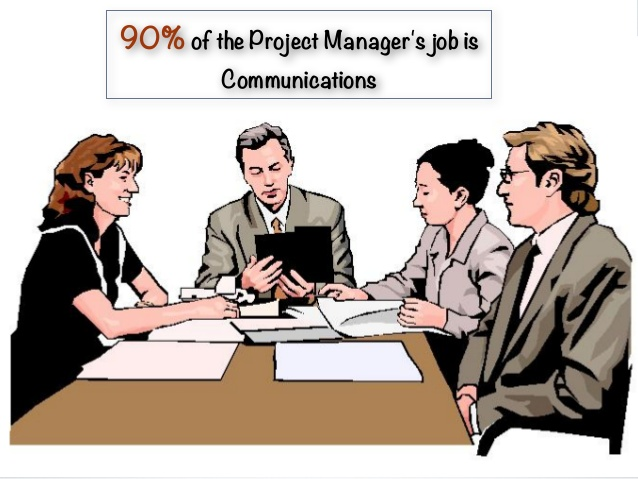 90% of the Project Manager's job is
Communications